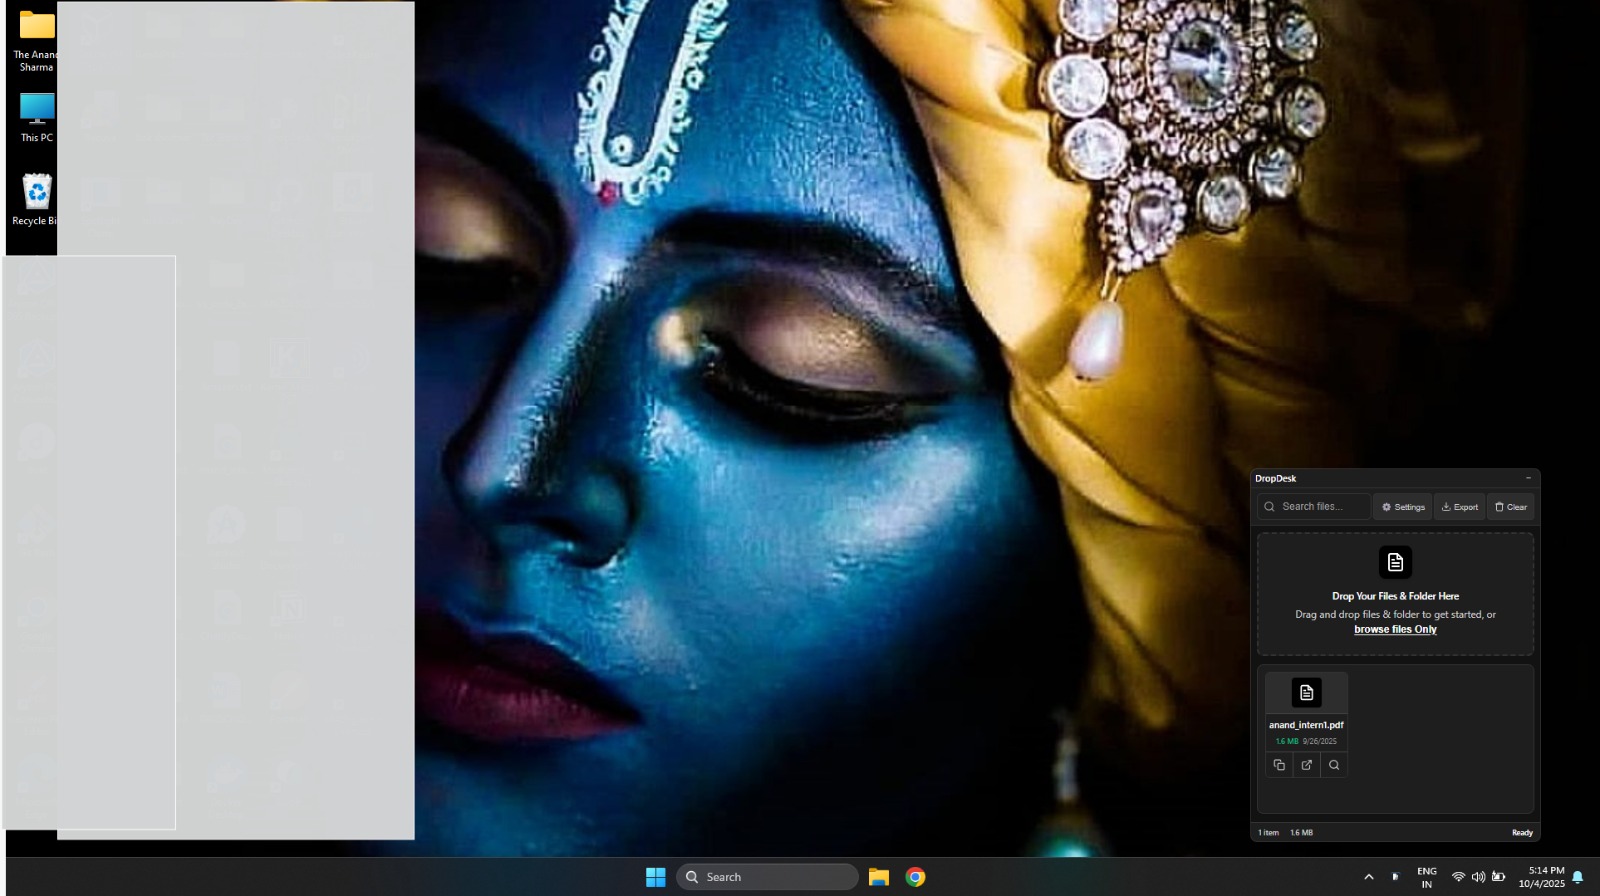 The Anand
Sharma
This PC
Recycle Bi
DropDesk
Search files...
Settings
Export
Clear
Drop Your Files & Folder Here
Drag and drop files & folder to get started, or
browse files Only
anand_intern1.pdf
1.6 MB 9/26/2025
1 item 1.6 MB
Ready
Search
ENG
IN
5:14 PM
10/4/2025